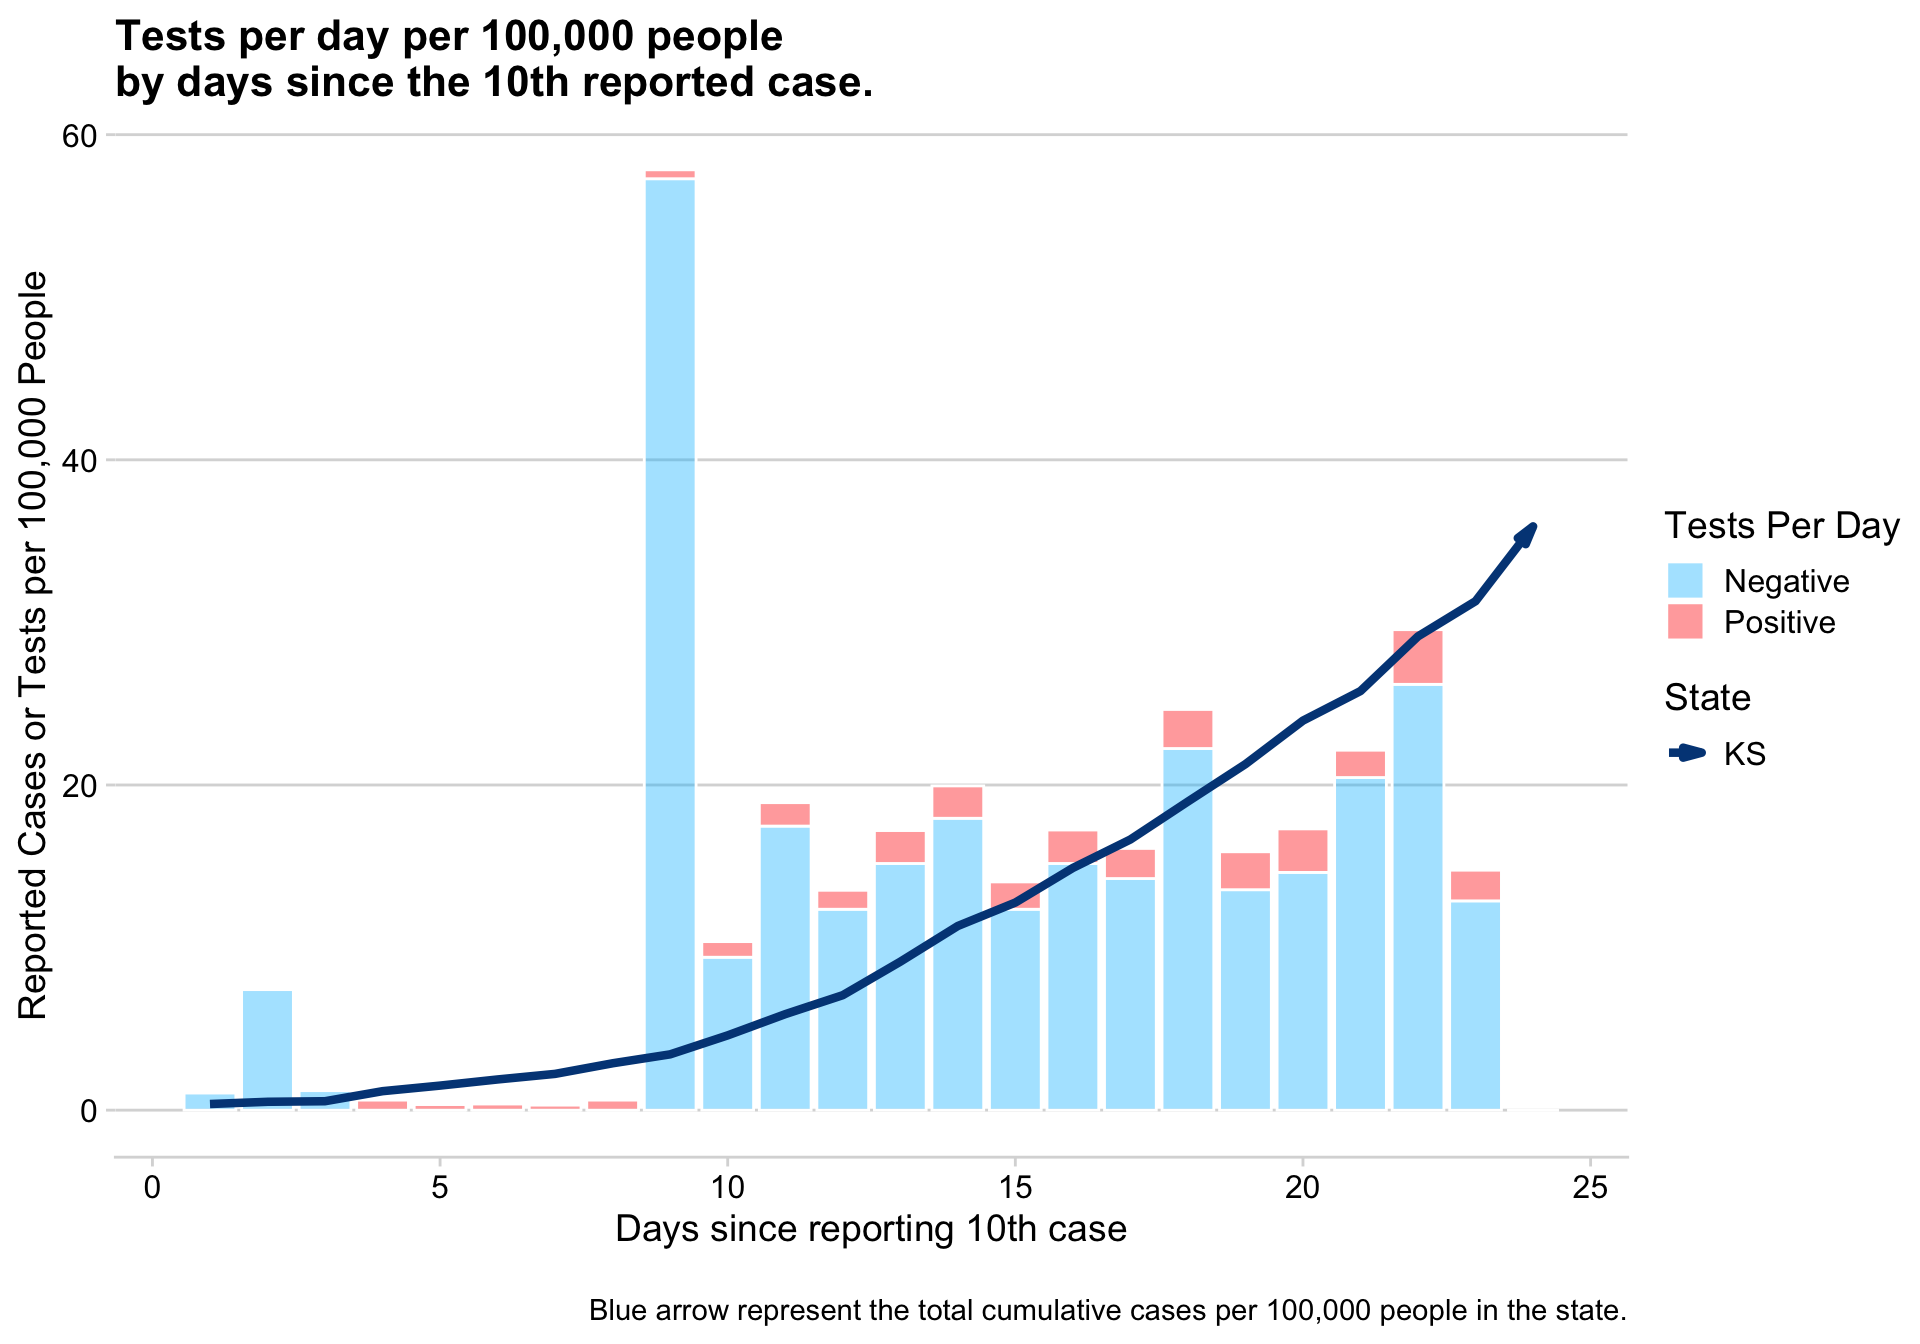 Tests per day per 100,000 people
by days since the 10th reported case.
Reported Cases or Tests per 100,000 People
60
40
20
0
0 5 10 15 20 25
Days since reporting 10th case
Tests Per Day
Negative
Positive
State
KS
Blue arrow represent the total cumulative cases per 100,000 people in the state.